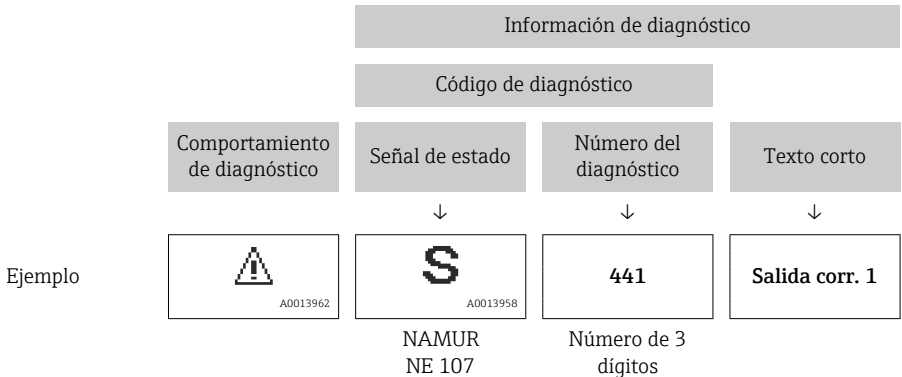 Información de diagnóstico
Código de diagnóstico
Comportamiento
de diagnóstico
Señal de estado
Número del
diagnóstico
Texto corto
↓ ↓ ↓
Ejemplo
⚠
A0013962
S
A0013958
441
Salida corr. 1
NAMUR
NE 107
Número de 3
dígitos